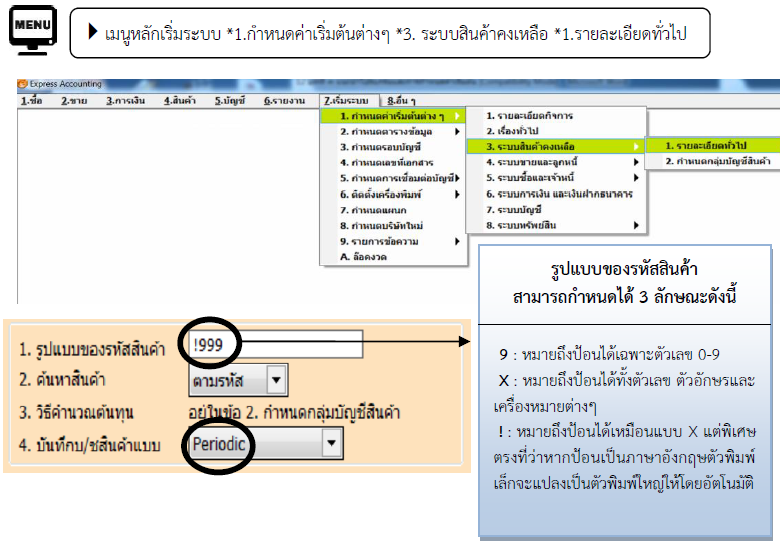 MENU
เมนูหลักเริ่มระบบ *1.กำหนดค่าเริ่มต้นต่างๆ *3. ระบบสินค้าคงเหลือ *1.รายละเอียดทั่วไป
Express Accounting
1.ซื้อ 2.ขาย 3.การเงิน 4.สินค้า 5.บัญชี 6.รายงาน 7.เริ่มระบบ 8.อื่น ๆ
1. กำหนดค่าเริ่มต้นต่าง ๆ
2. กำหนดตารางข้อมูล
3. กำหนดรอบบัญชี
4. กำหนดเลขที่เอกสาร
5. กำหนดการเชื่อมต่อบัญชี
6. ติดตั้งเครื่องพิมพ์
7. กำหนดแผนก
8. กำหนดบริษัทใหม่
9. รายการข้อความ
A. ล๊อคงวด
1. รายละเอียดกิจการ
2. เรื่องทั่วไป
3. ระบบสินค้าคงเหลือ
4. ระบบขายและลูกหนี้
5. ระบบซื้อและเจ้าหนี้
6. ระบบการเงิน และเงินฝากธนาคาร
7. ระบบบัญชี
8. ระบบทรัพย์สิน
1. รายละเอียดทั่วไป
2. กำหนดกลุ่มบัญชีสินค้า
1. รูปแบบของรหัสสินค้า !999
2. ค้นหาสินค้า ตามรหัส
3. วิธีคำนวณต้นทุน อยู่ในข้อ 2. กำหนดกลุ่มบัญชีสินค้า
4. บันทึกบ/ชสินค้าแบบ Periodic
รูปแบบของรหัสสินค้า
สามารถกำหนดได้ 3 ลักษณะดังนี้
9 : หมายถึงป้อนได้เฉพาะตัวเลข 0-9
X : หมายถึงป้อนได้ทั้งตัวเลข ตัวอักษรและ
เครื่องหมายต่างๆ
! : หมายถึงป้อนได้เหมือนแบบ X แต่พิเศษ
ตรงที่ว่าหากป้อนเป็นภาษาอังกฤษตัวพิมพ์
เล็กจะแปลงเป็นตัวพิมพ์ใหญ่ให้โดยอัตโนมัติ